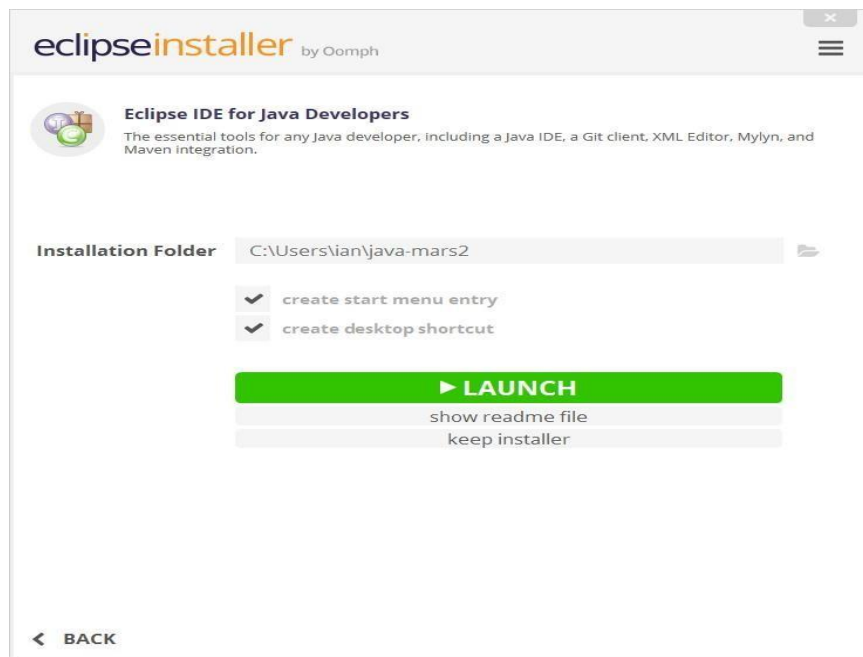 eclipseinstaller by Oomph
Eclipse IDE for Java Developers
The essential tools for any Java developer, including a Java IDE, a Git client, XML Editor, Mylyn, and
Maven integration.
Installation Folder C:\Users\ian\java-mars2
create start menu entry
create desktop shortcut
LAUNCH
show readme file
keep installer
BACK